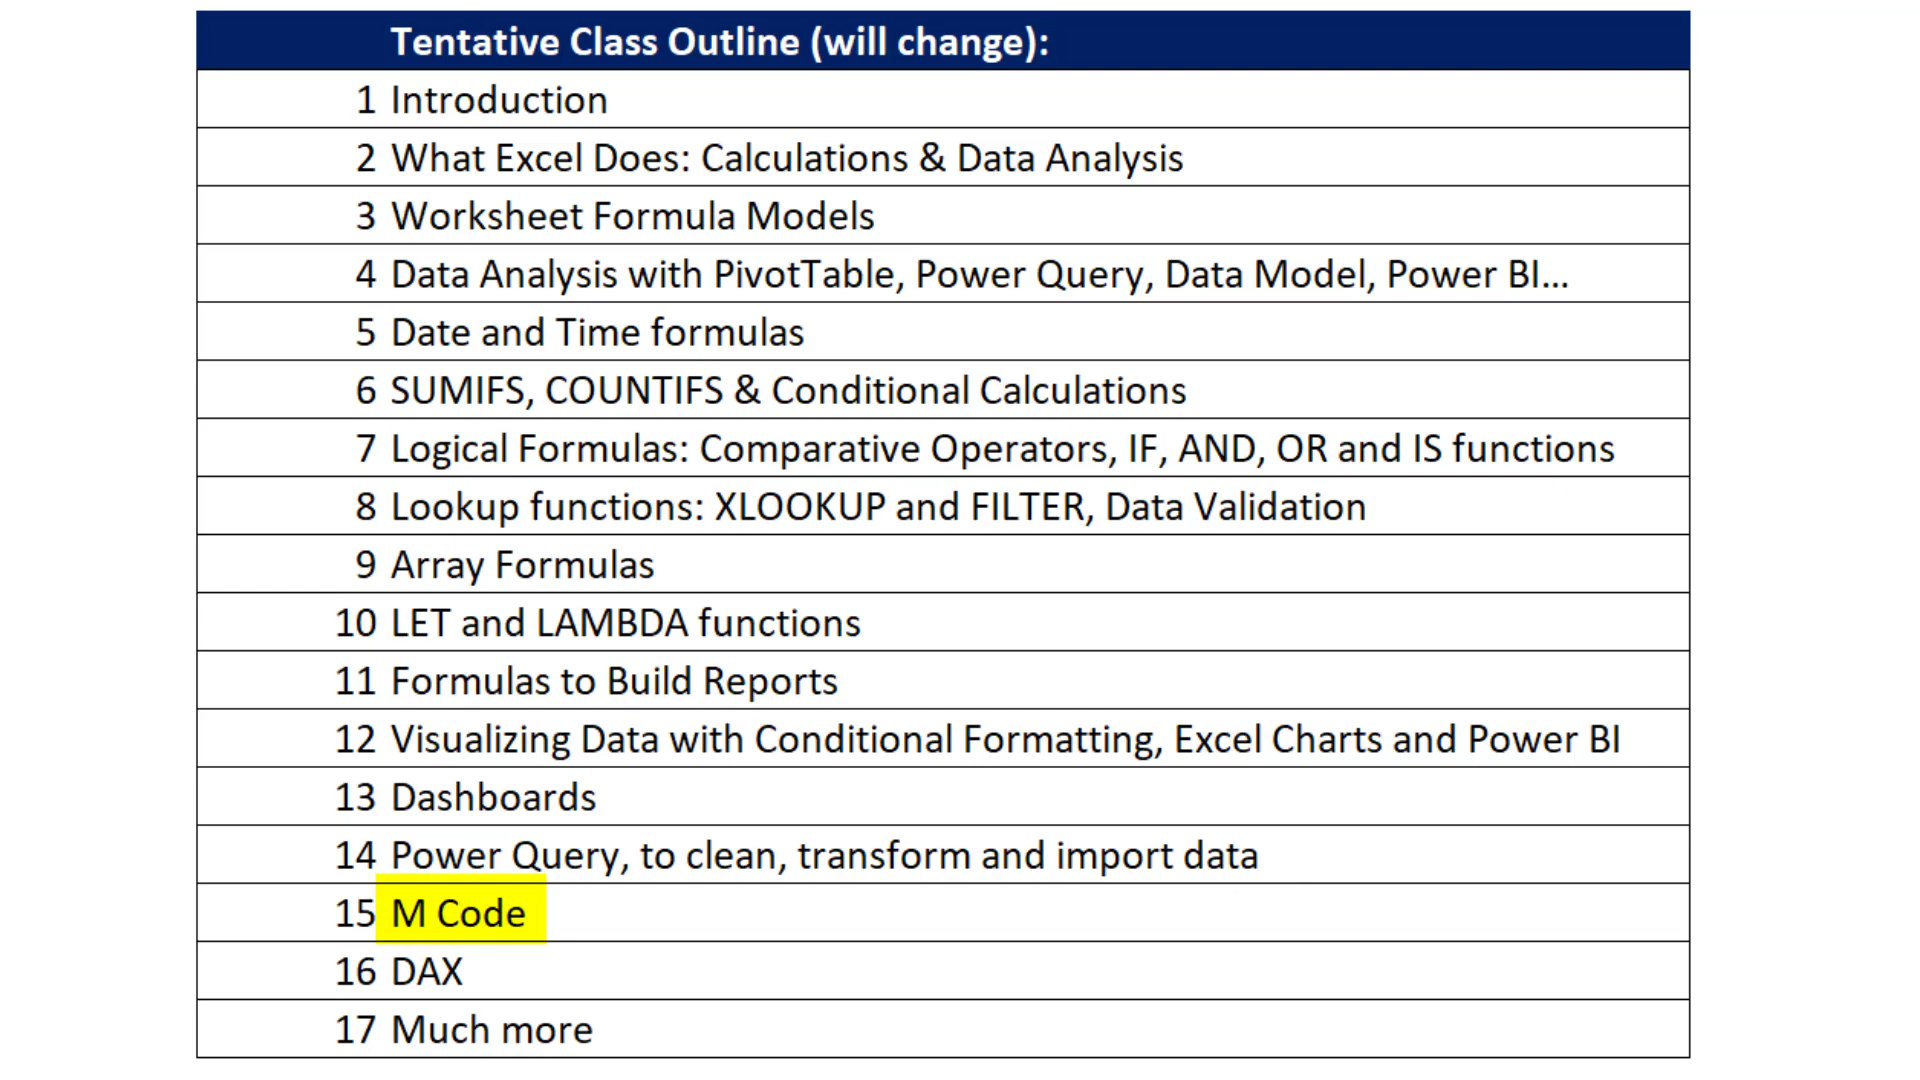 Tentative Class Outline (will change):
1 Introduction
2 What Excel Does: Calculations & Data Analysis
3 Worksheet Formula Models
4 Data Analysis with PivotTable, Power Query, Data Model, Power BI...
5 Date and Time formulas
6 SUMIFS, COUNTIFS & Conditional Calculations
7 Logical Formulas: Comparative Operators, IF, AND, OR and IS functions
8 Lookup functions: XLOOKUP and FILTER, Data Validation
9 Array Formulas
10 LET and LAMBDA functions
11 Formulas to Build Reports
12 Visualizing Data with Conditional Formatting, Excel Charts and Power BI
13 Dashboards
14 Power Query, to clean, transform and import data
15 M Code
16 DAX
17 Much more